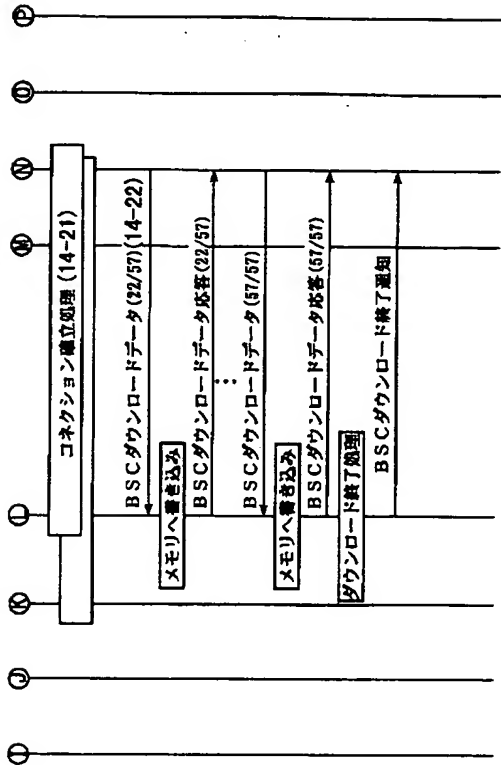 I
J
K
L
M
N
O
P
コネクション確立処理(14-21)
BSCダウンロードデータ(22/57)(14-22)
メモリへ書き込み
BSCダウンロードデータ応答(22/57)
BSCダウンロードデータ(57/57)
メモリへ書き込み
BSCダウンロードデータ応答(57/57)
ダウンロード終了処理
BSCダウンロード終了通知